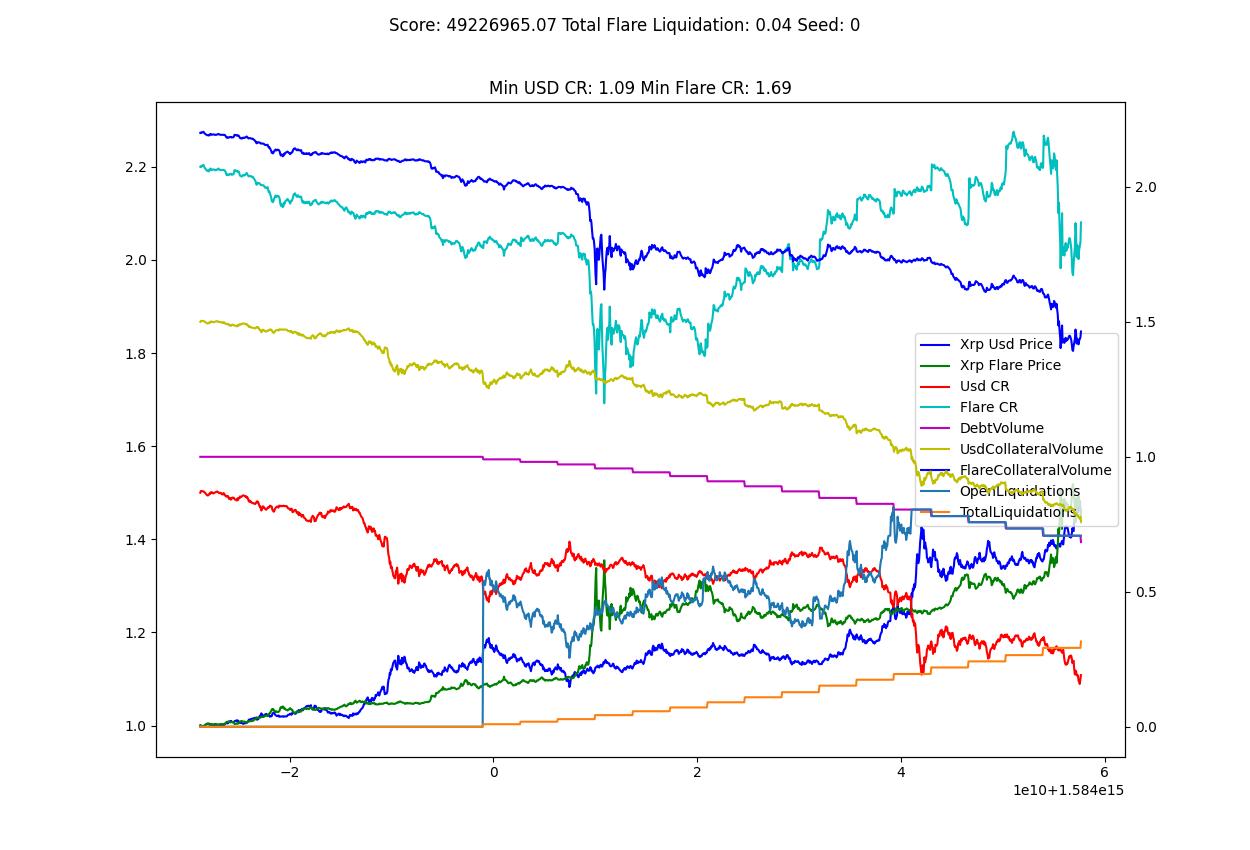 Score: 49226965.07 Total Flare Liquidation: 0.04 Seed: 0
Min USD CR: 1.09 Min Flare CR: 1.69
2.2
2.0
1.8
1.6
1.4
1.2
1.0
2.0
1.5
1.0
0.5
0.0
Xrp Usd Price
Xrp Flare Price
Usd CR
Flare CR
DebtVolume
UsdCollateralVolume
FlareCollateralVolume
OpenLiquidations
TotalLiquidations
−2 0 2 4 6
1e10+1.584e15